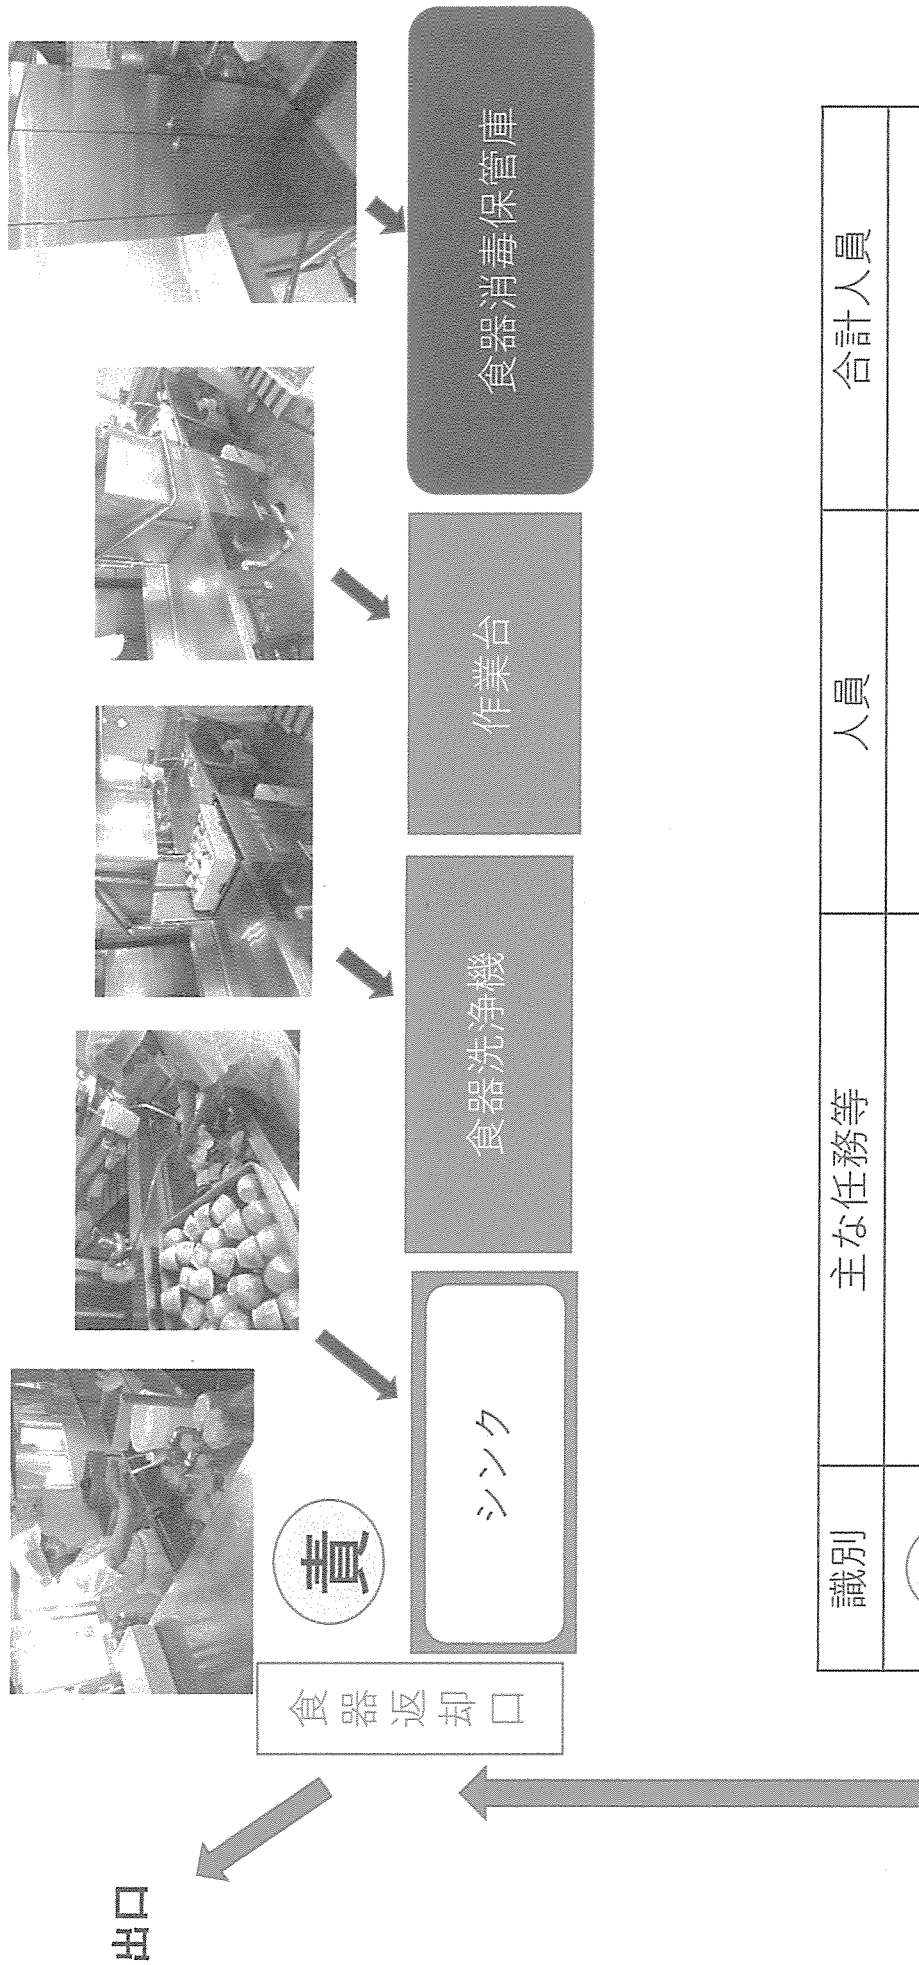 出口
食器返却口
責
シンク
食器洗浄機
作業台
食器消毒保管庫
識別
主な任務等
人員
合計人員